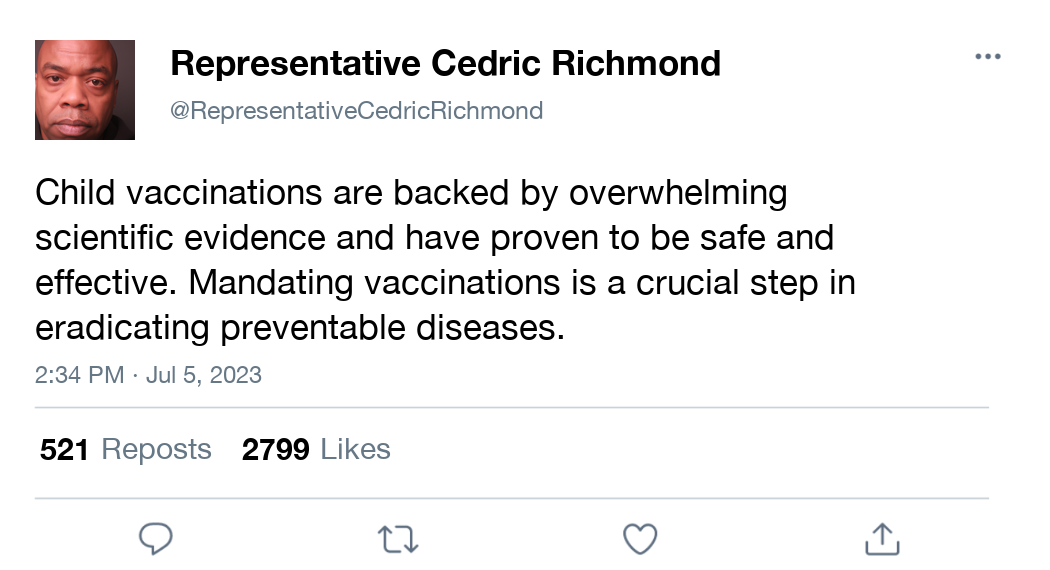 Representative Cedric Richmond
@RepresentativeCedricRichmond
Child vaccinations are backed by overwhelming
scientific evidence and have proven to be safe and
effective. Mandating vaccinations is a crucial step in
eradicating preventable diseases.
2:34 PM · Jul 5, 2023
521 Reposts 2799 Likes